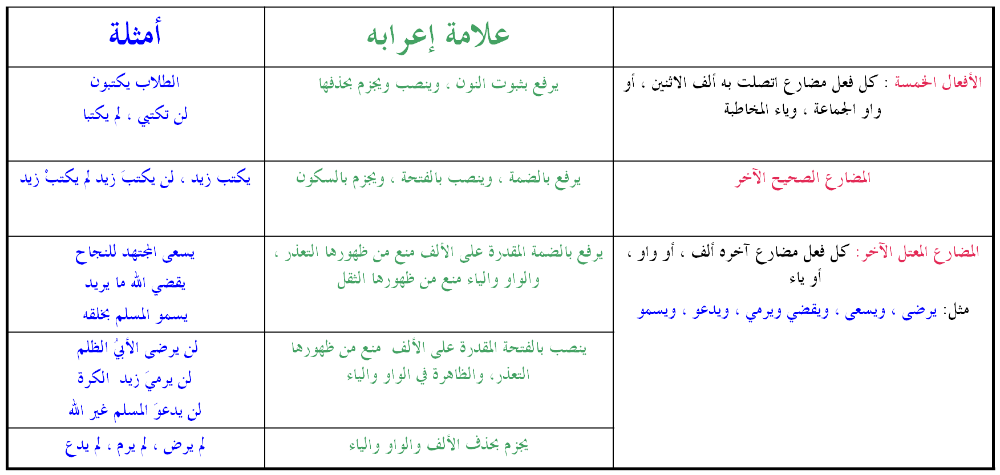 علامة إعرابه
أمثلة
الأفعال الخمسة : كل فعل مضارع اتصلت به ألف الاثنين ، أو
واو الجماعة ، وياء المخاطبة
يرفع بثبوت النون ، وينصب ويجزم بحذفها
الطلاب يكتبون
لن تكتبي ، لم يكتبا
المضارع الصحيح الآخر
يرفع بالضمة ، وينصب بالفتحة ، ويجزم بالسكون
يكتب زيد ، لن يكتبَ زيد لم يكتبْ زيد
المضارع المعتل الآخر: كل فعل مضارع آخره ألف ، أو واو ،
أو ياء
مثل: يرضى ، ويسعى ، ويقضي ويرمي ، ويدعو ، ويسمو
يرفع بالضمة المقدرة على الألف منع من ظهورها التعذر ،
والواو والياء منع من ظهورها الثقل
يسعى المجتهد للنجاح
يقضي الله ما يريد
يسمو المسلم بخلقه
ينصب بالفتحة المقدرة على الألف منع من ظهورها
التعذر، والظاهرة في الواو والياء
لن يرضى الأبيُ الظلم
لن يرميَ زيد الكرة
لن يدعوَ المسلم غير الله
يجزم بحذف الألف والواو والياء
لم يرض ، لم يرم ، لم يدع